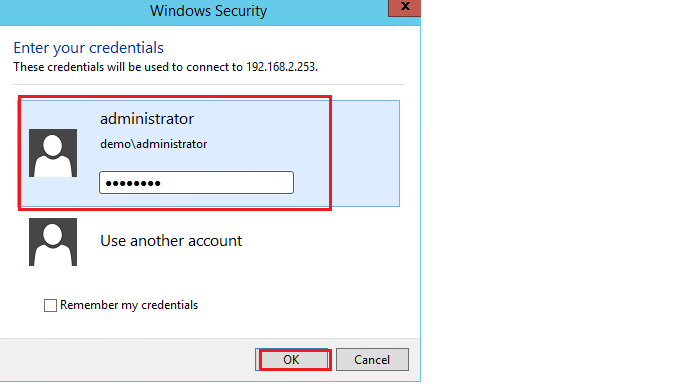 Windows Security
x
Enter your credentials
These credentials will be used to connect to 192.168.2.253.
administrator
demo\administrator
●●●●●●●●
Use another account
Remember my credentials
OK Cancel